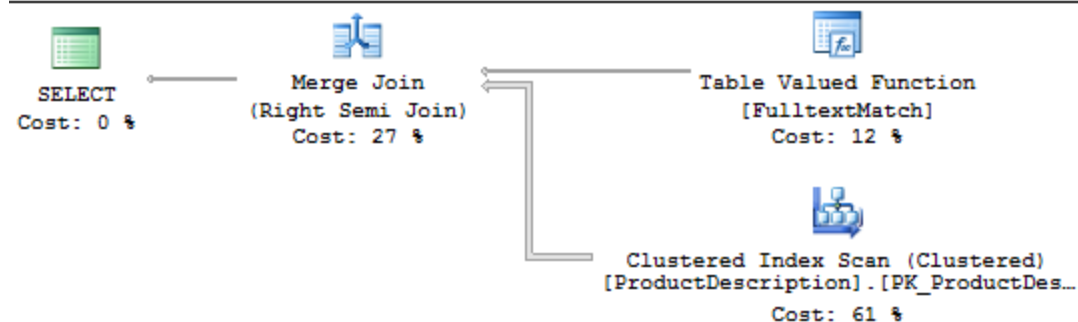 SELECT
Cost: 0 %
Merge Join
(Right Semi Join)
Cost: 27 %
Table Valued Function
[FulltextMatch]
Cost: 12 %
Clustered Index Scan (Clustered)
[ProductDescription].[PK_ProductDes…
Cost: 61 %